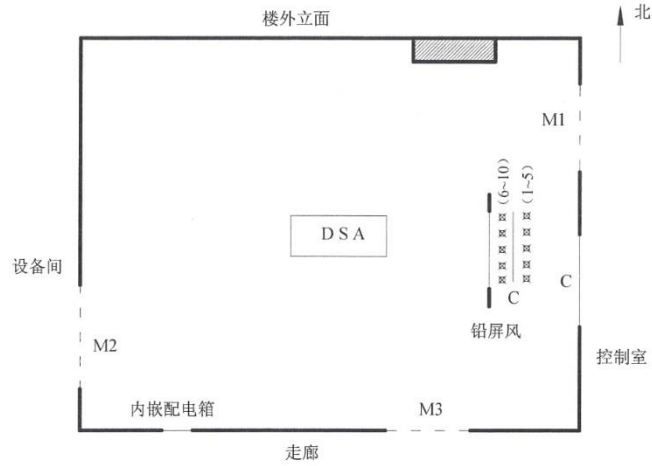 楼外立面
北
M1
(6~10)
(1~5)
DSA
设备间
C
C
铅屏风
M2
控制室
内嵌配电箱
M3
走廊